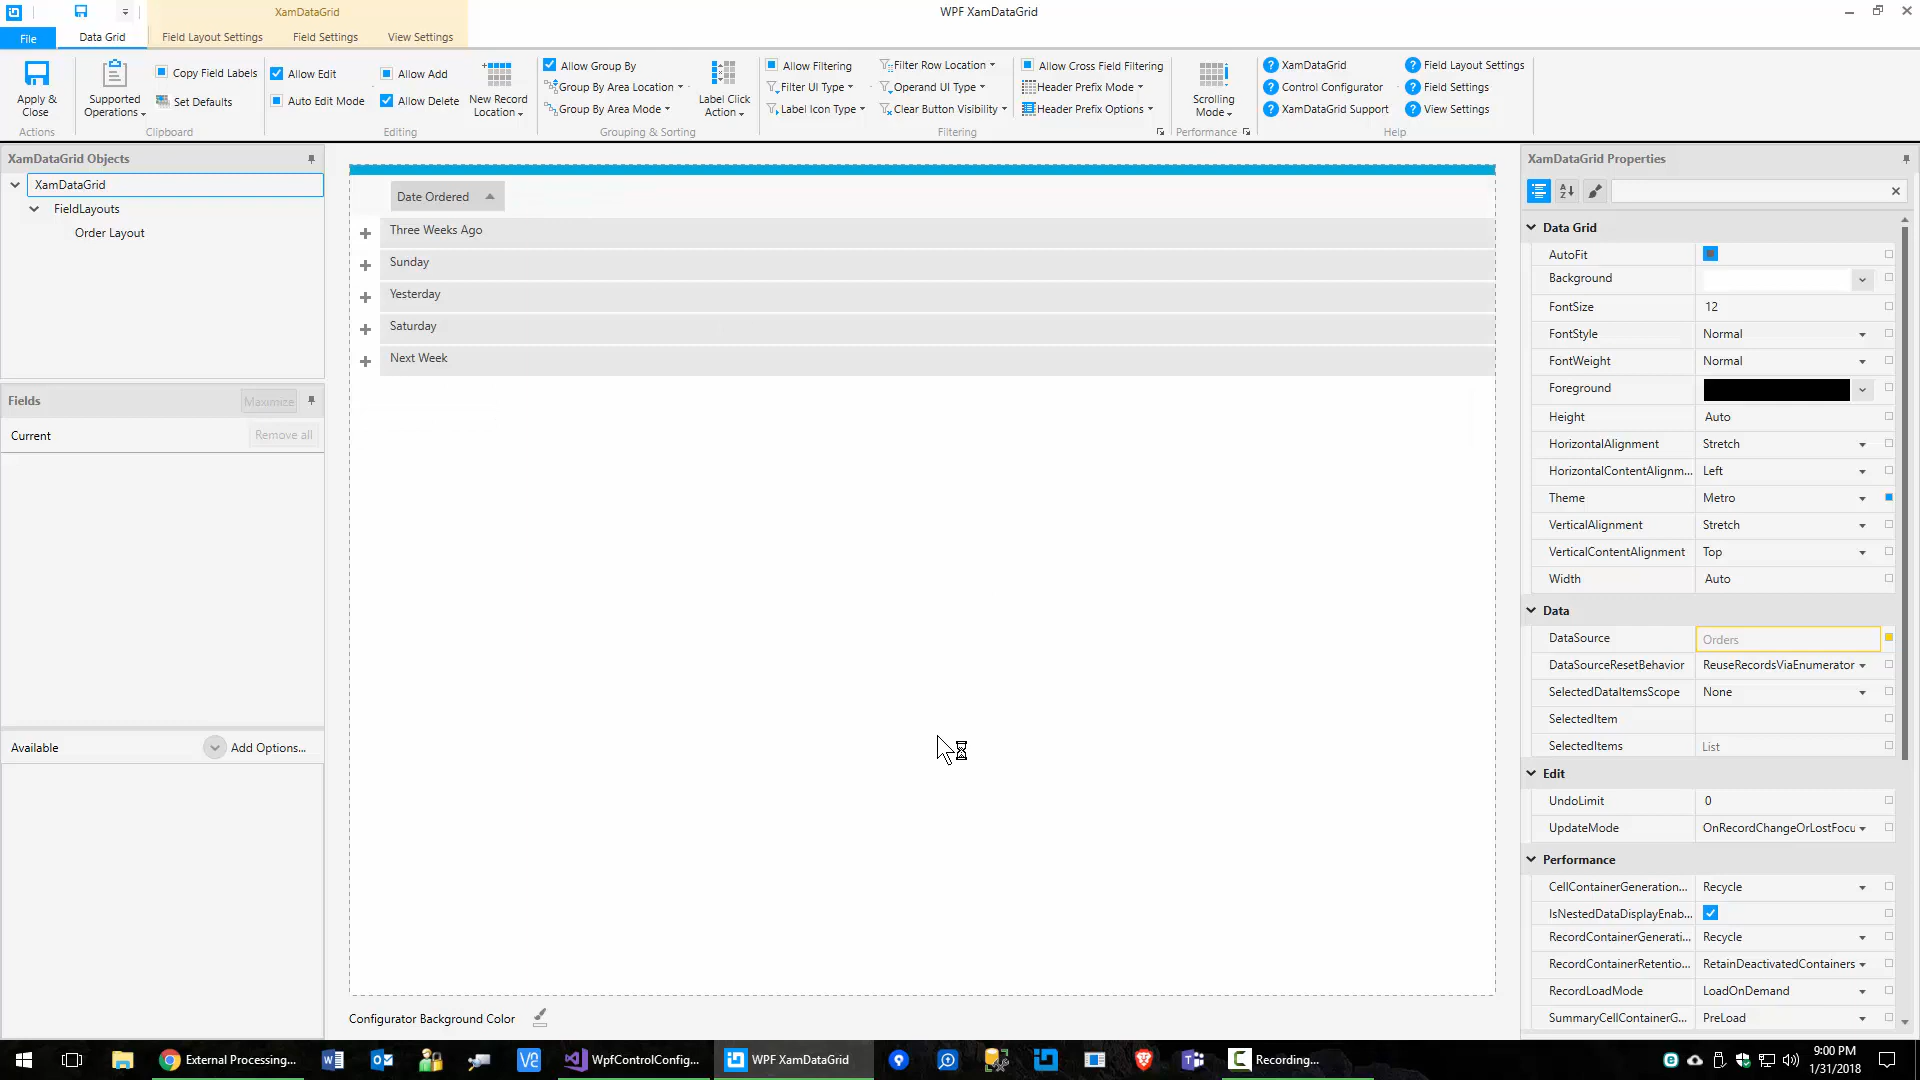 XamDataGrid
WPF XamDataGrid
File
Data Grid
Field Layout Settings
Field Settings
View Settings
Apply & Close
Actions
Supported Operations
Copy Field Labels
Set Defaults
Clipboard
Allow Edit
Auto Edit Mode
Allow Add
Allow Delete
New Record Location
Editing
Allow Group By
Group By Area Location
Group By Area Mode
Label Click Action
Grouping & Sorting
Allow Filtering
Filter UI Type
Label Icon Type
Filter Row Location
Operand UI Type
Clear Button Visibility
Allow Cross Field Filtering
Header Prefix Mode
Header Prefix Options
Filtering
Scrolling Mode
Performance
XamDataGrid
Control Configurator
XamDataGrid Support
Field Layout Settings
Field Settings
View Settings
Help
XamDataGrid Objects
XamDataGrid
FieldLayouts
Order Layout
Fields
Maximize
Current
Remove all
Available
Add Options...
Date Ordered
Three Weeks Ago
Sunday
Yesterday
Saturday
Next Week
Configurator Background Color
XamDataGrid Properties
Data Grid
AutoFit
Background
FontSize 12
FontStyle Normal
FontWeight Normal
Foreground
Height Auto
HorizontalAlignment Stretch
HorizontalContentAlignm... Left
Theme Metro
VerticalAlignment Stretch
VerticalContentAlignment Top
Width Auto
Data
DataSource Orders
DataSourceResetBehavior ReuseRecordsViaEnumerator
SelectedDataItemsScope None
SelectedItem
SelectedItems List
Edit
UndoLimit 0
UpdateMode OnRecordChangeOrLostFocu
Performance
CellContainerGeneration... Recycle
IsNestedDataDisplayEnab...
RecordContainerGenerati... Recycle
RecordContainerRetentio... RetainDeactivatedContainers
RecordLoadMode LoadOnDemand
SummaryCellContainerG... PreLoad
External Processing...
WpfControlConfig...
WPF XamDataGrid
Recording...
9:00 PM
1/31/2018